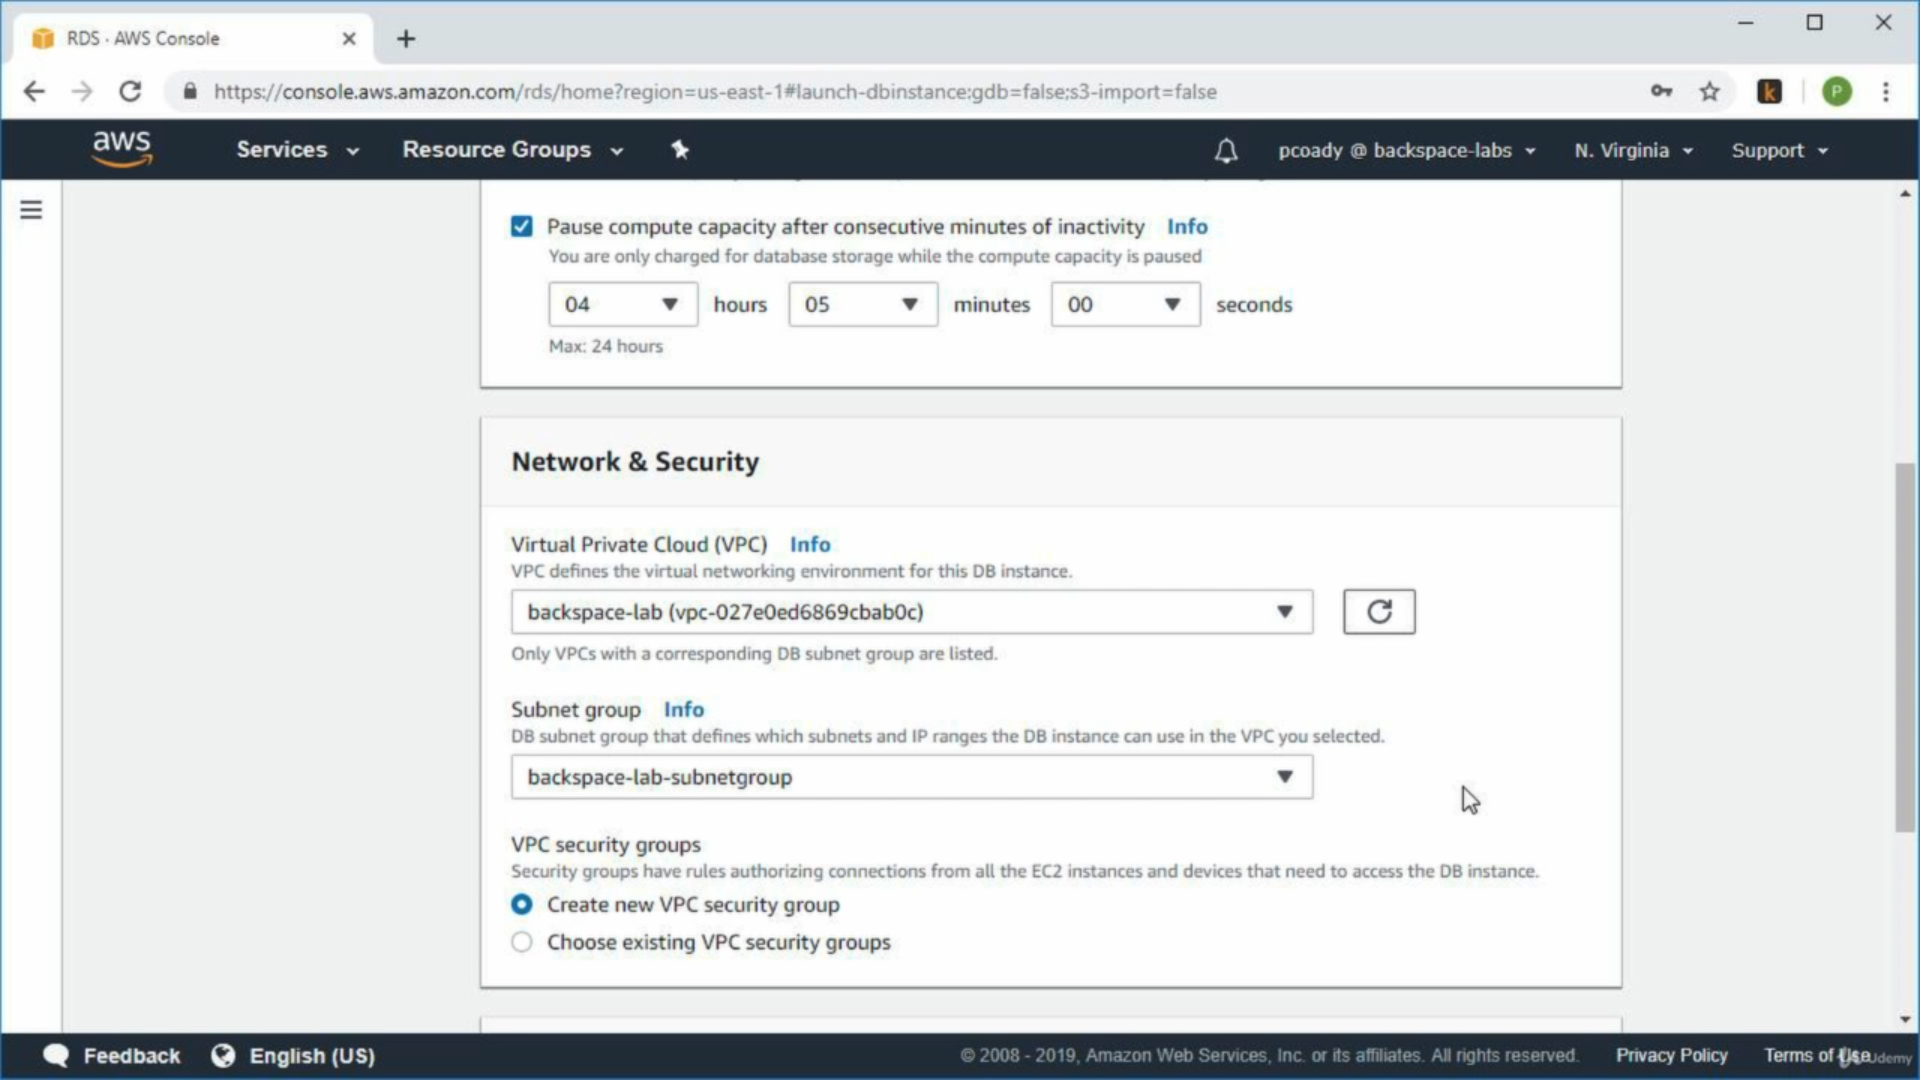 RDS - AWS Console
https://console.aws.amazon.com/rds/home?region=us-east-1#launch-dbinstance:gdb=false;s3-import=false
k
P
aws
Services
Resource Groups
pcoady @ backspace-labs
N. Virginia
Support
Pause compute capacity after consecutive minutes of inactivity Info
You are only charged for database storage while the compute capacity is paused
04 hours 05 minutes 00 seconds
Max: 24 hours
Network & Security
Virtual Private Cloud (VPC) Info
VPC defines the virtual networking environment for this DB instance.
backspace-lab (vpc-027e0ed6869cbab0c)
Only VPCs with a corresponding DB subnet group are listed.
Subnet group Info
DB subnet group that defines which subnets and IP ranges the DB instance can use in the VPC you selected.
backspace-lab-subnetgroup
VPC security groups
Security groups have rules authorizing connections from all the EC2 instances and devices that need to access the DB instance.
Create new VPC security group
Choose existing VPC security groups
Feedback
English (US)
© 2008 - 2019, Amazon Web Services, Inc. or its affiliates. All rights reserved.
Privacy Policy
Terms of Use
Udemy